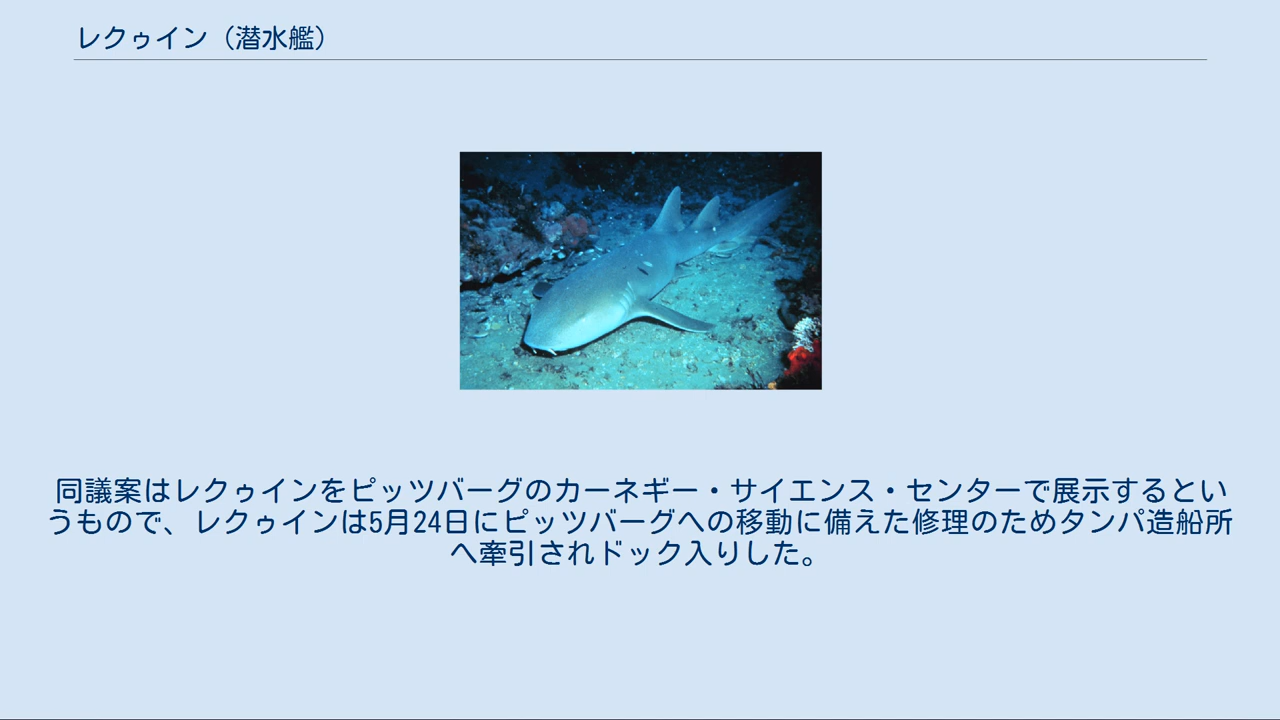 レクゥイン（潜水艦）
同議案はレクゥインをピッツバーグのカーネギー・サイエンス・センターで展示するとい
うもので、レクゥインは5月24日にピッツバーグへの移動に備えた修理のためタンパ造船所
へ牽引されドック入りした。